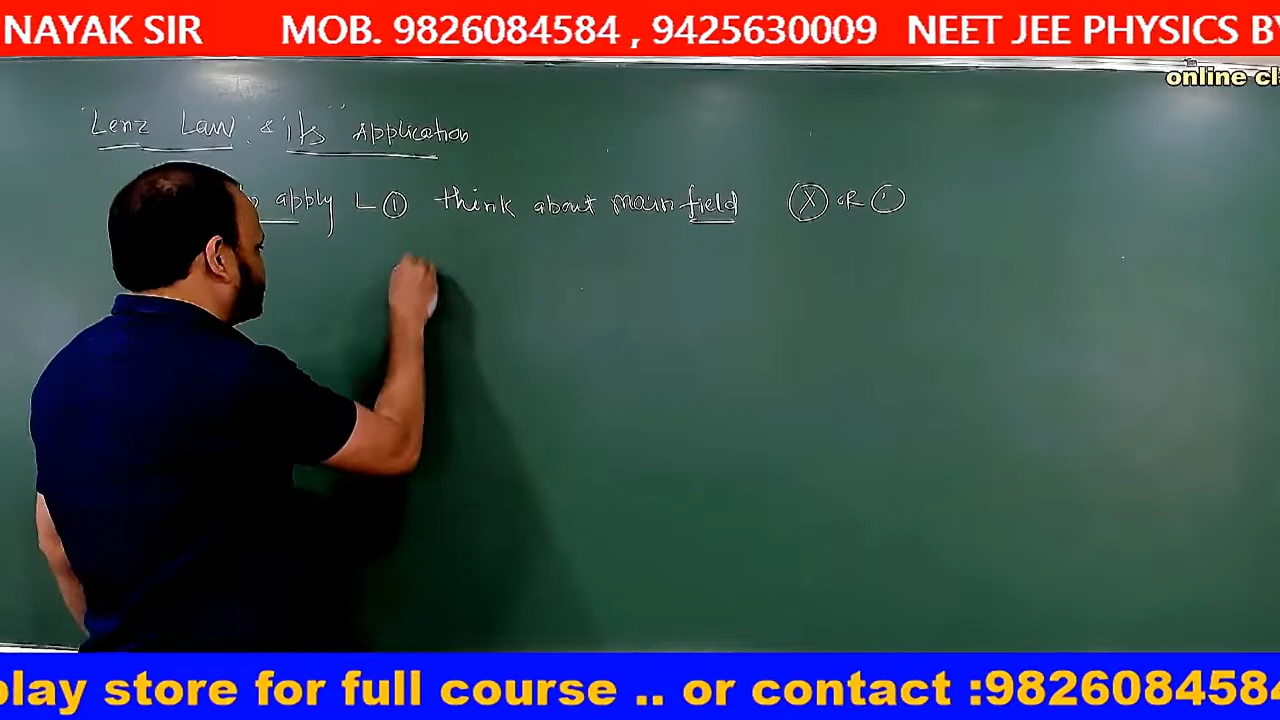 NAYAK SIR MOB. 9826084584 , 9425630009 NEET JEE PHYSICS BY
online cl
"Lenz Law & its" Application
apply ① think about main field ⓧ OR ⊙
play store for full course .. or contact :982608458